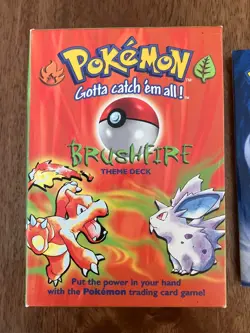 POKéMON
TM
Gotta catch 'em all!
BRUSHFIRE
THEME DECK
Put the power in your hand
with the Pokémon trading card game!